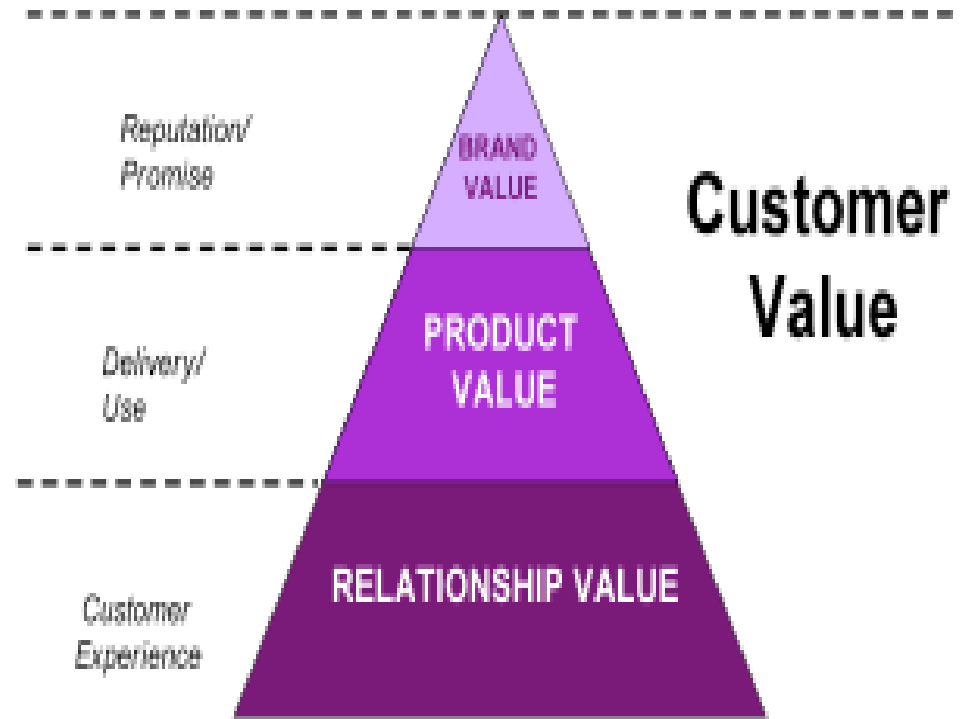 Reputation/
Promise
BRAND
VALUE
Customer
Value
PRODUCT
VALUE
Delivery/
Use
RELATIONSHIP VALUE
Customer
Experience